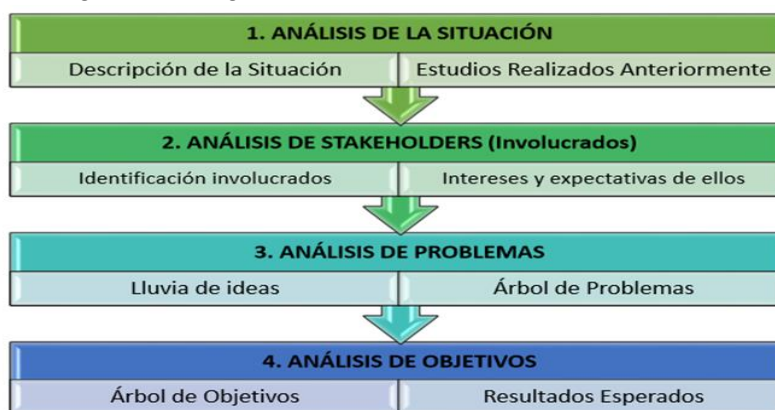 1. ANÁLISIS DE LA SITUACIÓN
Descripción de la Situación
Estudios Realizados Anteriormente
2. ANÁLISIS DE STAKEHOLDERS (Involucrados)
Identificación involucrados
Intereses y expectativas de ellos
3. ANÁLISIS DE PROBLEMAS
Lluvia de ideas
Árbol de Problemas
4. ANÁLISIS DE OBJETIVOS
Árbol de Objetivos
Resultados Esperados